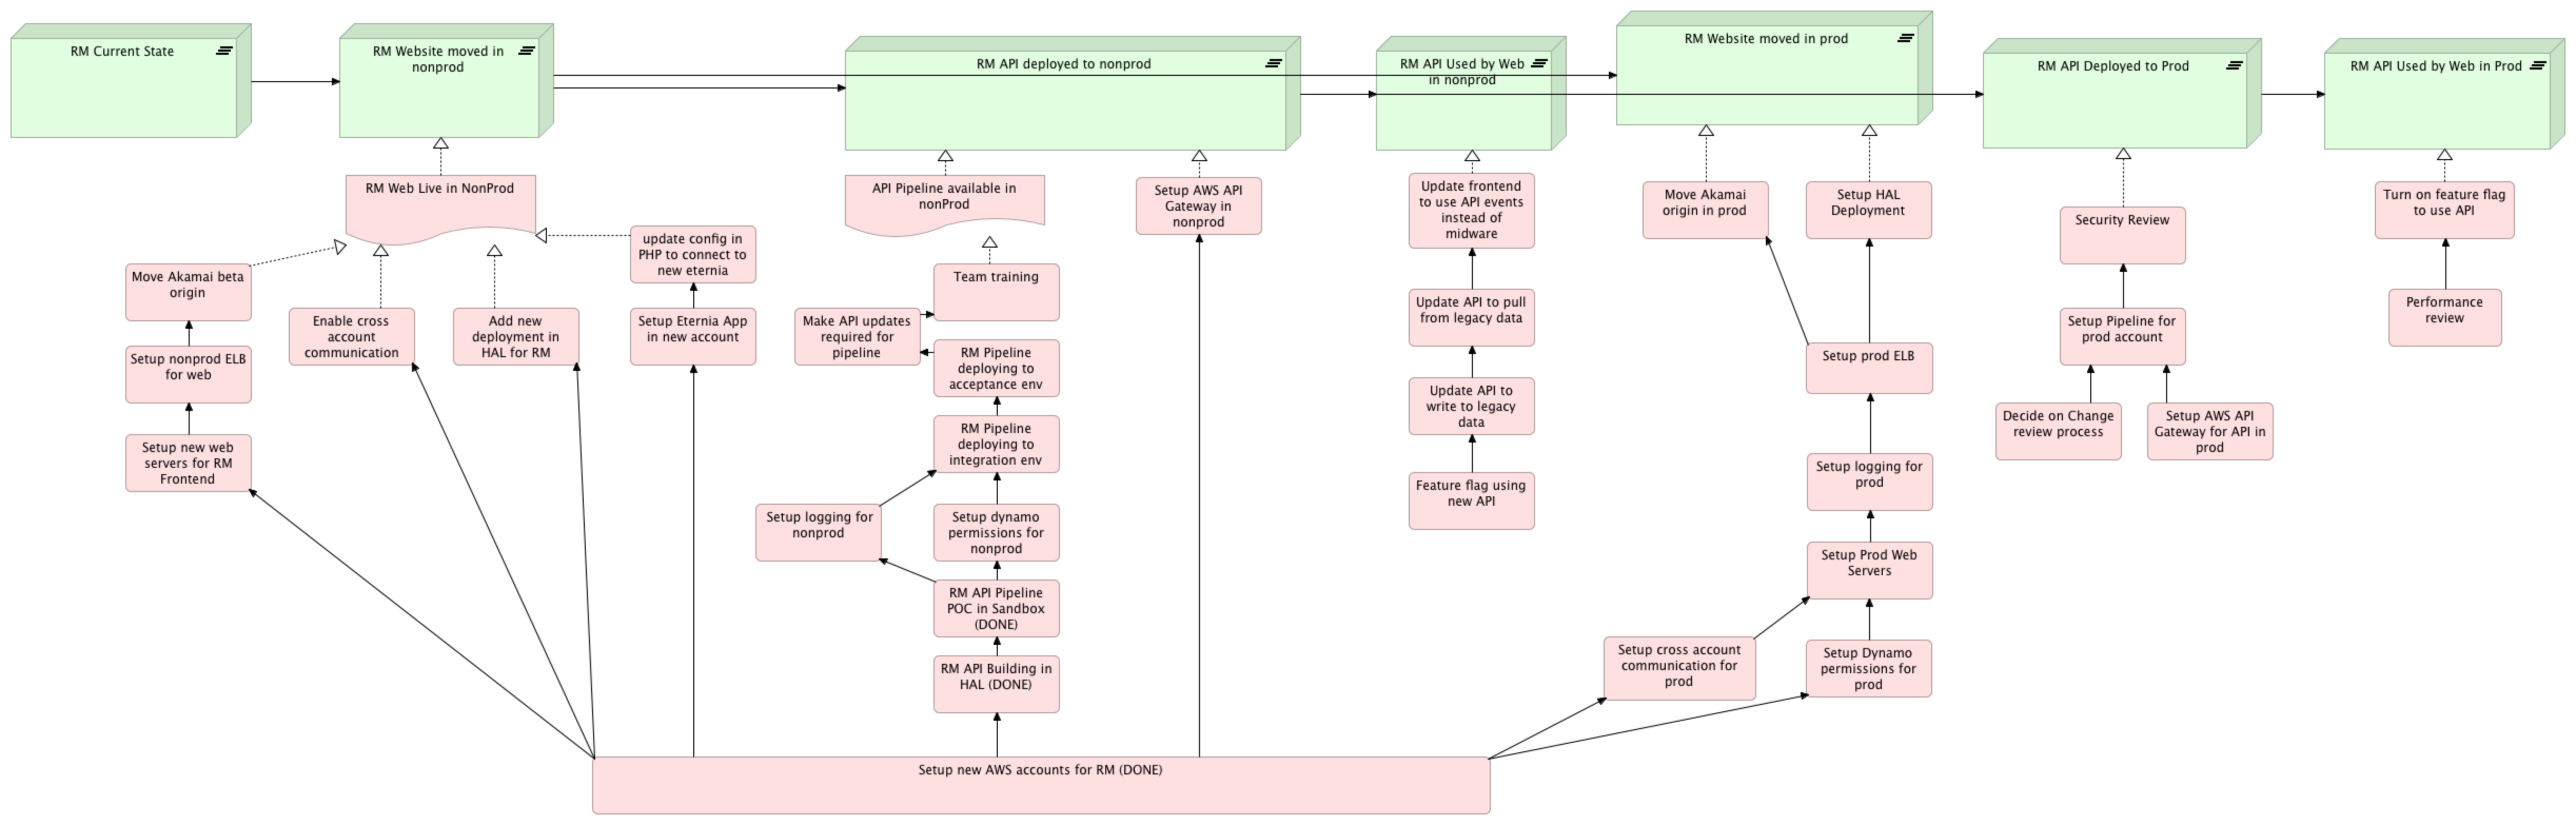 RM Current State
RM Website moved in
nonprod
RM API deployed to nonprod
RM API Used by Web
in nonprod
RM Website moved in prod
RM API Deployed to Prod
RM API Used by Web in Prod
RM Web Live in NonProd
API Pipeline available in
nonProd
Setup AWS API
Gateway in
nonprod
Update frontend
to use API events
instead of
midware
Move Akamai
origin in prod
Setup HAL
Deployment
Security Review
Turn on feature flag
to use API
update config in
PHP to connect to
new eternia
Move Akamai beta
origin
Team training
Enable cross
account
communication
Add new
deployment in
HAL for RM
Setup Eternia App
in new account
Make API updates
required for
pipeline
Update API to pull
from legacy data
Setup Pipeline for
prod account
Performance
review
Setup nonprod ELB
for web
RM Pipeline
deploying to
acceptance env
Setup prod ELB
Update API to
write to legacy
data
Decide on Change
review process
Setup AWS API
Gateway for API in
prod
Setup new web
servers for RM
Frontend
RM Pipeline
deploying to
integration env
Feature flag using
new API
Setup logging for
prod
Setup logging for
nonprod
Setup dynamo
permissions for
nonprod
Setup Prod Web
Servers
RM API Pipeline
POC in Sandbox
(DONE)
Setup cross account
communication for
prod
Setup Dynamo
permissions for
prod
RM API Building in
HAL (DONE)
Setup new AWS accounts for RM (DONE)